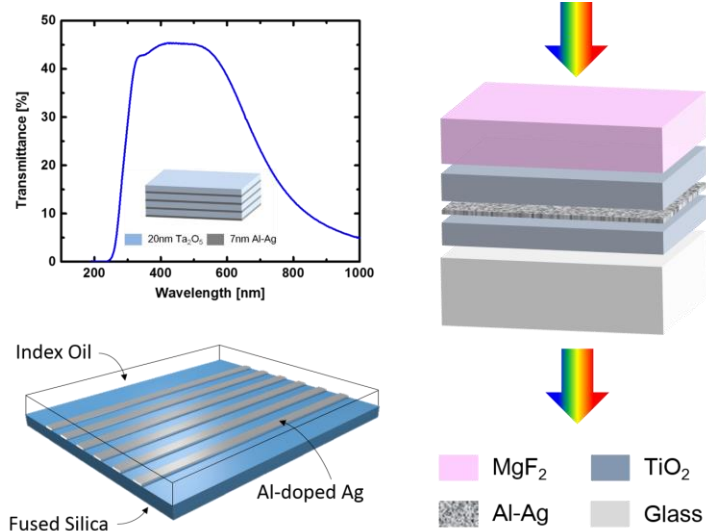 50
40
30
20
10
0
Transmittance [%]
20nm Ta₂O₅ 7nm Al-Ag
200 400 600 800 1000
Wavelength [nm]
Index Oil
Al-doped Ag
Fused Silica
MgF₂ TiO₂
Al-Ag Glass